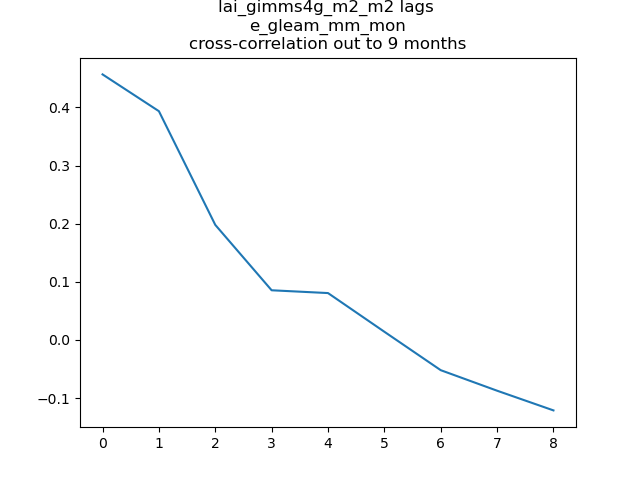 lai_gimms4g_m2_m2 lags
e_gleam_mm_mon
cross-correlation out to 9 months
0.4
0.3
0.2
0.1
0.0
−0.1
0 1 2 3 4 5 6 7 8